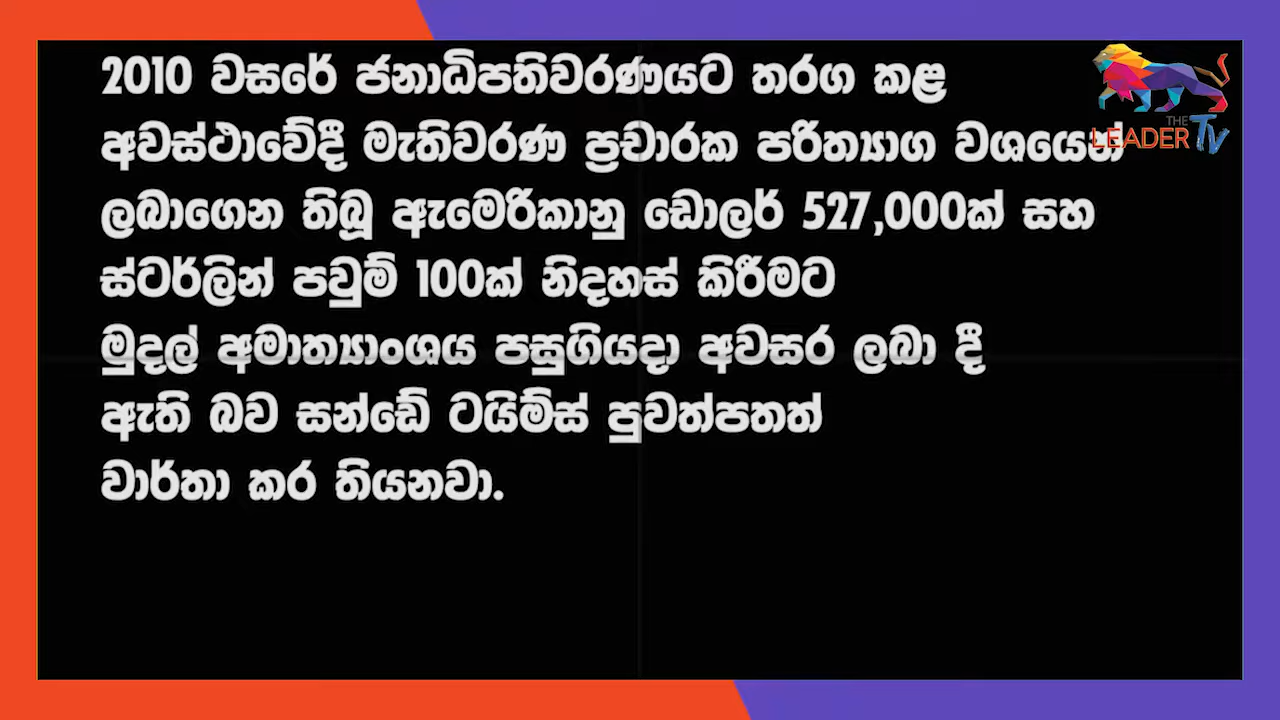 2010 වසරේ ජනාධිපතිවරණයට තරග කළ
අවස්ථාවේදී මැතිවරණ ප්‍රචාරක පරිත්‍යාග වශයෙන්
ලබාගෙන තිබූ ඇමෙරිකානු ඩොලර් 527,000ක් සහ
ස්ටර්ලින් පවුම් 100ක් නිදහස් කිරීමට
මුදල් අමාත්‍යාංශය පසුගියදා අවසර ලබා දී
ඇති බව සන්ඩේ ටයිම්ස් පුවත්පතත්
වාර්තා කර තියනවා.
THE
LEADER TV